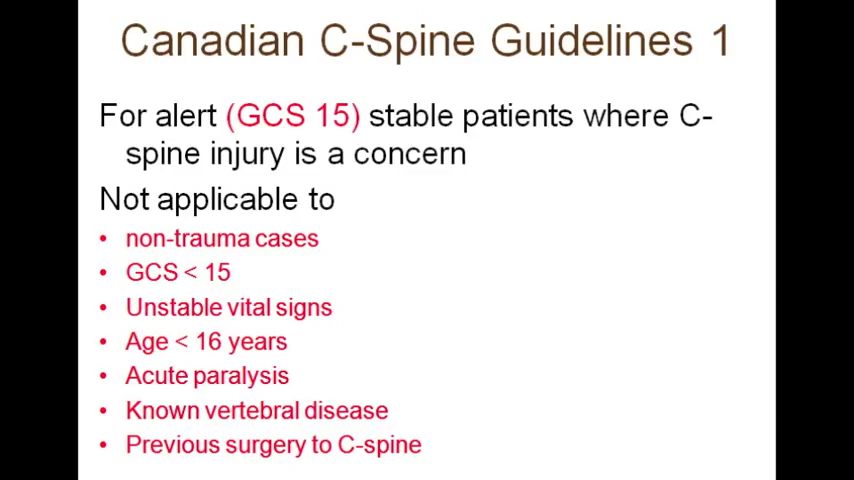 Canadian C-Spine Guidelines 1
For alert (GCS 15) stable patients where C-
spine injury is a concern
Not applicable to
• non-trauma cases
• GCS < 15
• Unstable vital signs
• Age < 16 years
• Acute paralysis
• Known vertebral disease
• Previous surgery to C-spine